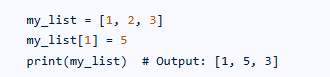 my_list = [1, 2, 3]
my_list[1] = 5
print(my_list)  # Output: [1, 5, 3]